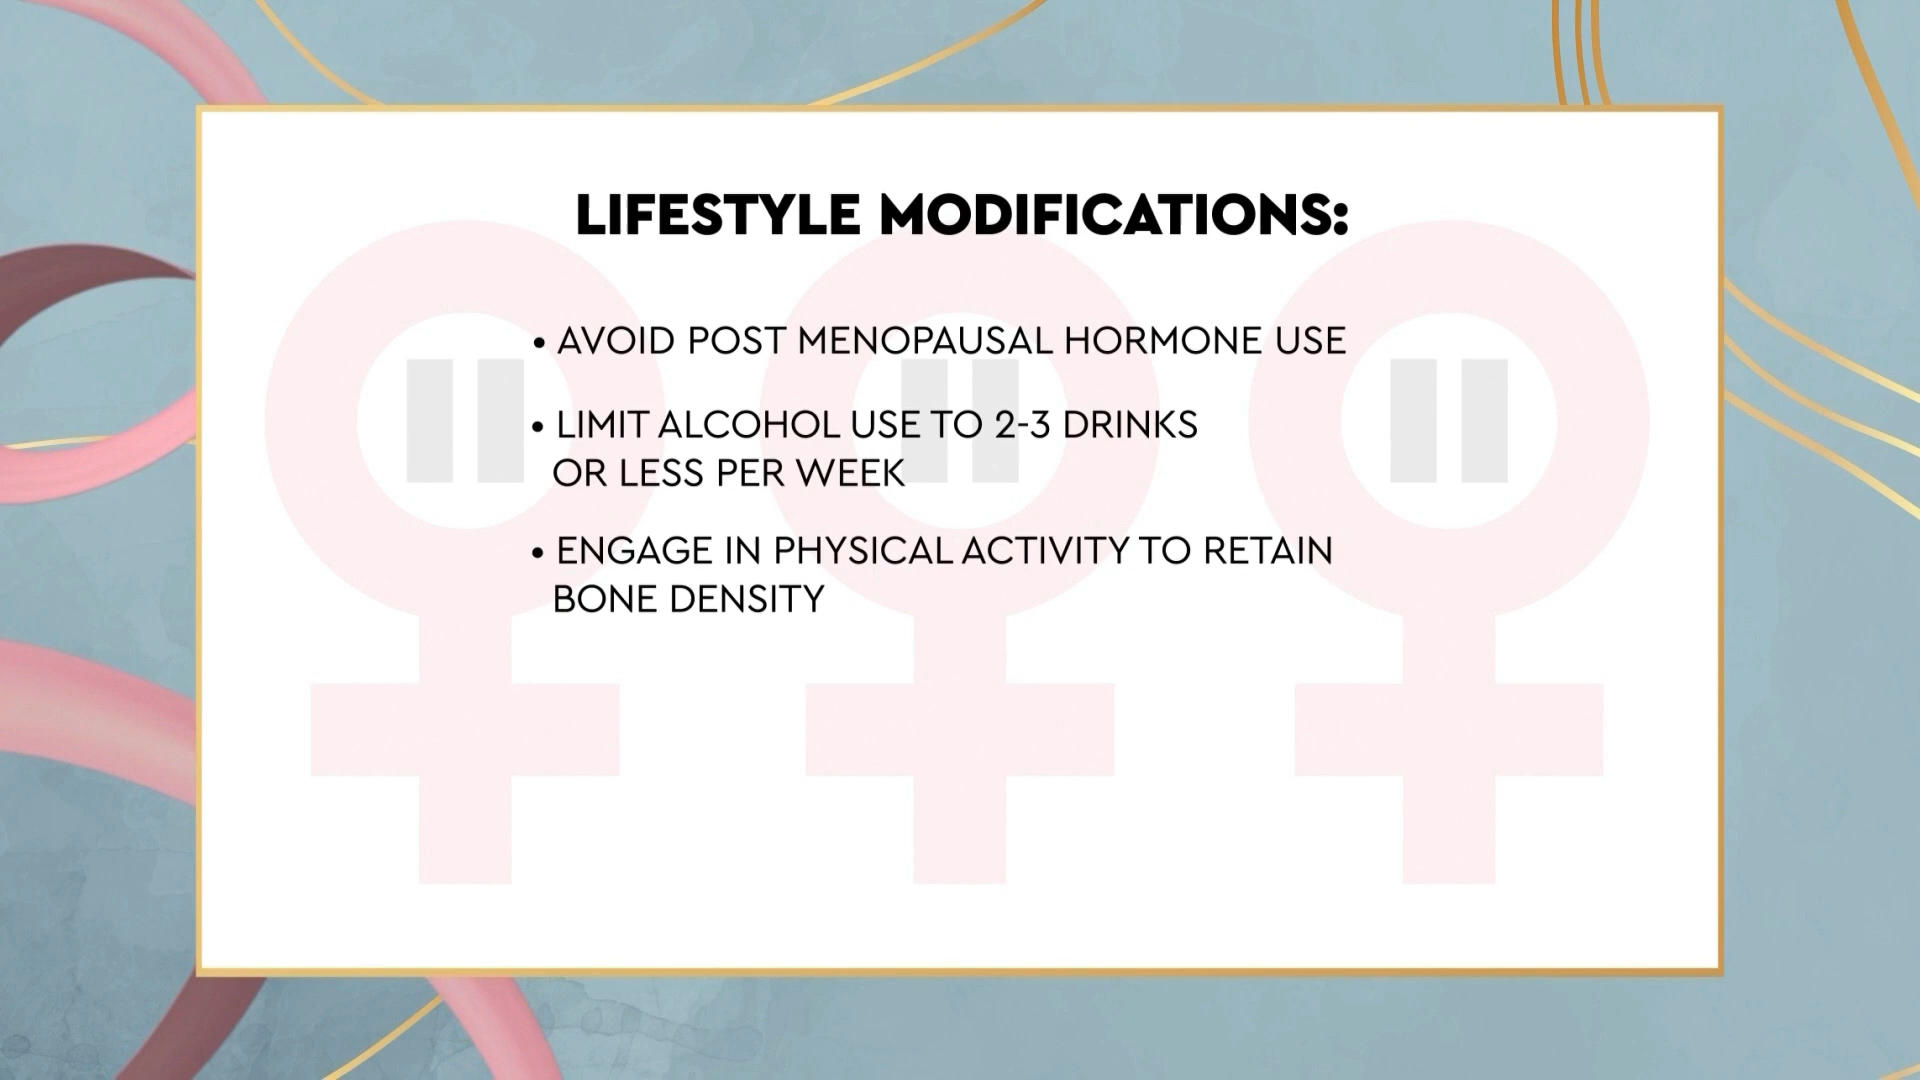 LIFESTYLE MODIFICATIONS:
• AVOID POST MENOPAUSAL HORMONE USE
• LIMIT ALCOHOL USE TO 2-3 DRINKS
OR LESS PER WEEK
• ENGAGE IN PHYSICAL ACTIVITY TO RETAIN
BONE DENSITY